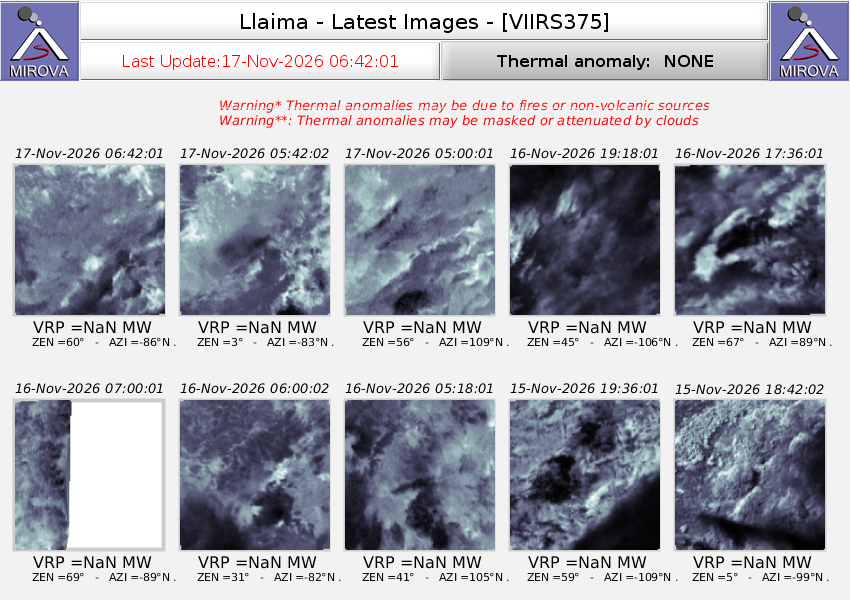 Llaima - Latest Images - [VIIRS375]
MIROVA
Last Update:17-Nov-2026 06:42:01
Thermal anomaly: NONE
MIROVA
Warning* Thermal anomalies may be due to fires or non-volcanic sources
Warning**: Thermal anomalies may be masked or attenuated by clouds
17-Nov-2026 06:42:01
17-Nov-2026 05:42:02
17-Nov-2026 05:00:01
16-Nov-2026 19:18:01
16-Nov-2026 17:36:01
VRP =NaN MW
VRP =NaN MW
VRP =NaN MW
VRP =NaN MW
VRP =NaN MW
ZEN =60° - AZI =-86°N .
ZEN =3° - AZI =-83°N .
ZEN =56° - AZI =109°N .
ZEN =45° - AZI =-106°N .
ZEN =67° - AZI =89°N .
16-Nov-2026 07:00:01
16-Nov-2026 06:00:02
16-Nov-2026 05:18:01
15-Nov-2026 19:36:01
15-Nov-2026 18:42:02
VRP =NaN MW
VRP =NaN MW
VRP =NaN MW
VRP =NaN MW
VRP =NaN MW
ZEN =69° - AZI =-89°N .
ZEN =31° - AZI =-82°N .
ZEN =41° - AZI =105°N .
ZEN =59° - AZI =-109°N .
ZEN =5° - AZI =-99°N .